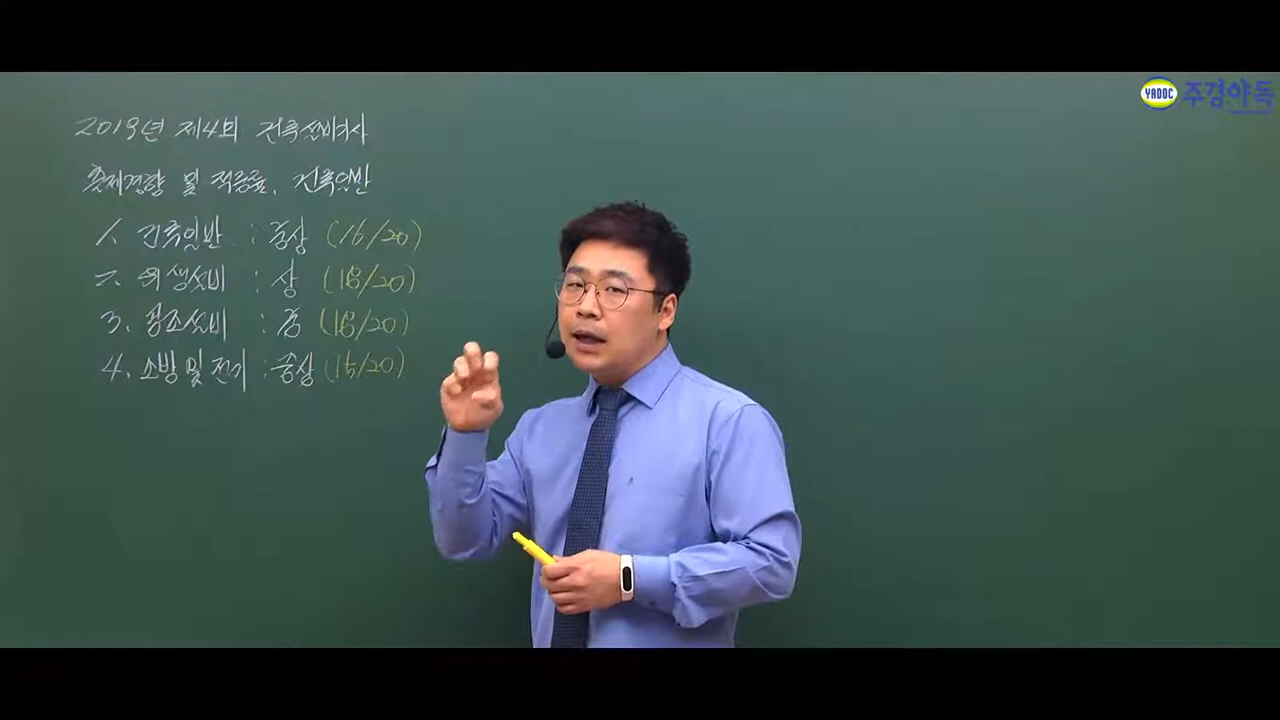 YADOC 주경야독
2019년 제4회 건축설비기사
출제경향 및 적중률, 건축일반
1. 건축일반 : 중상 (16/20)
2. 위생설비 : 상 (18/20)
3. 공조설비 : 중 (18/20)
4. 소방 및 전기 : 중상 (15/20)